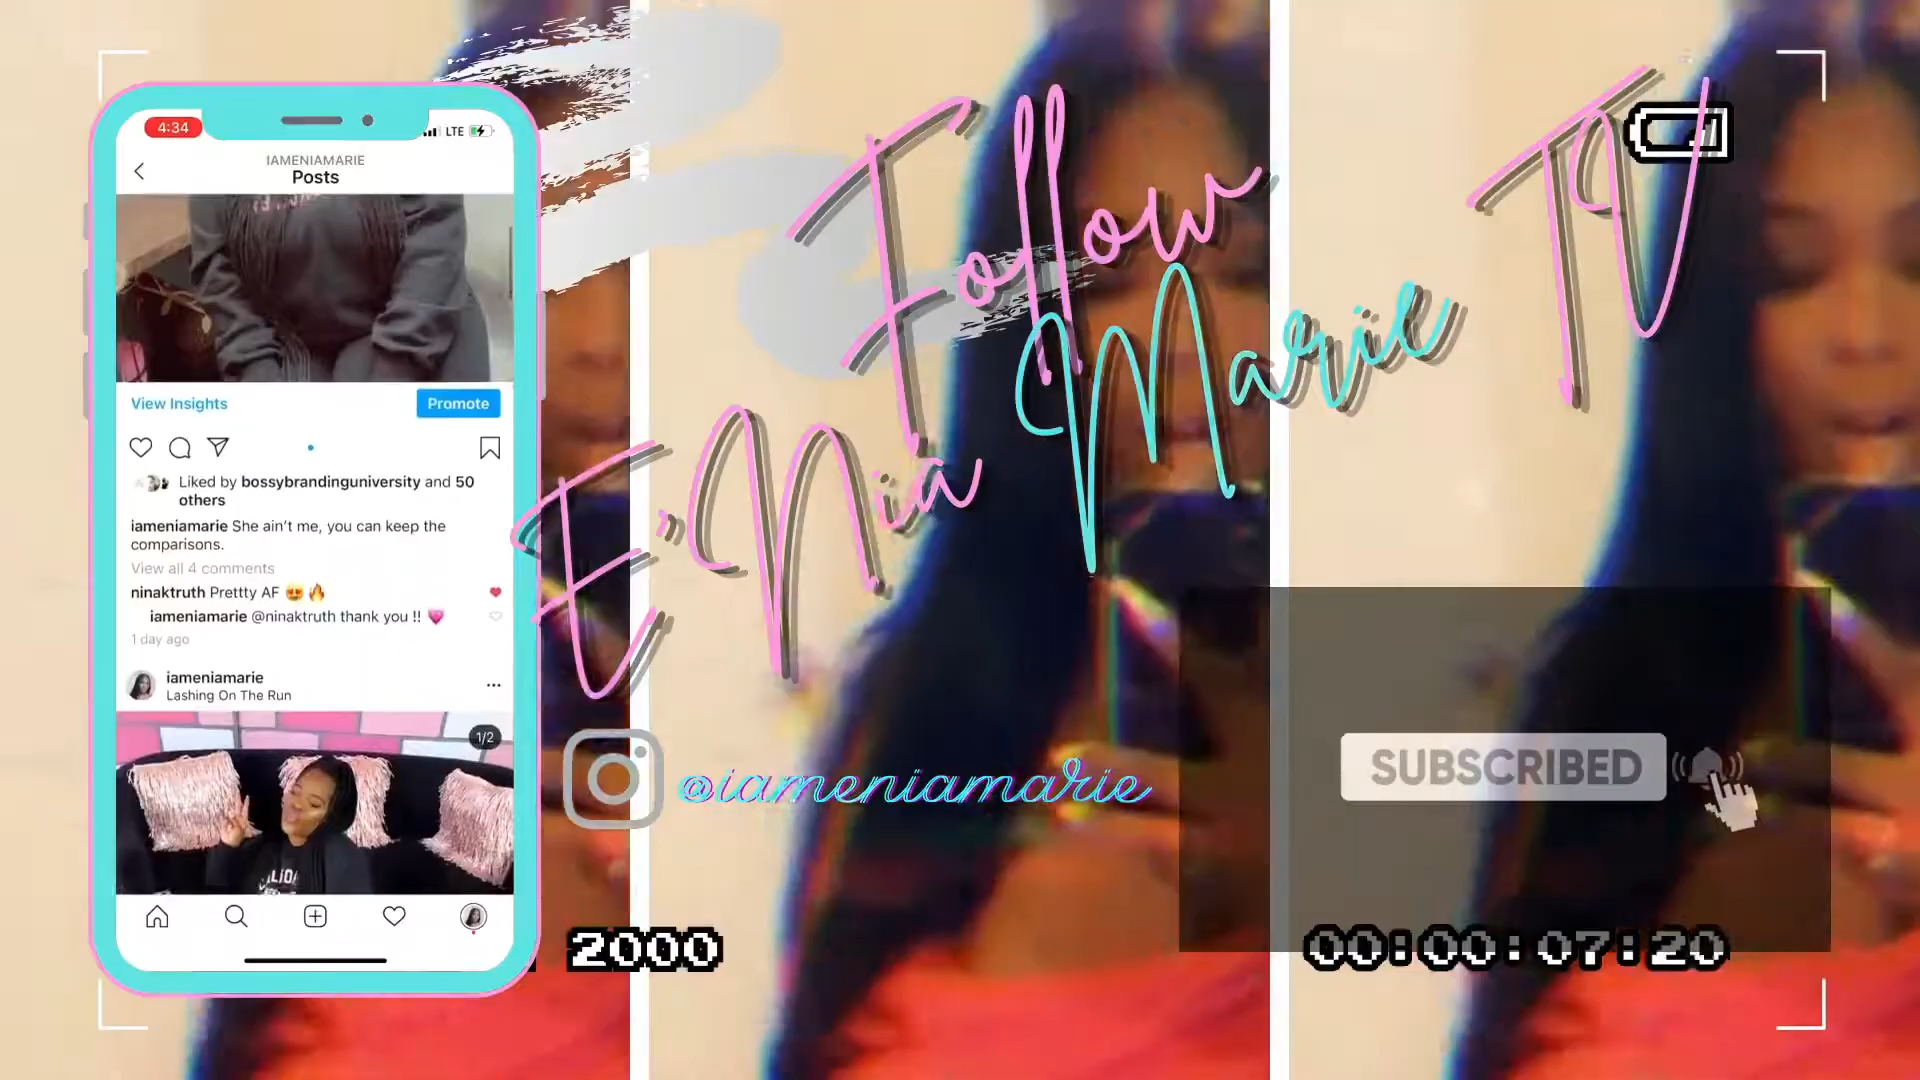 4:34
LTE
IAMENIAMARIE
Posts
View Insights
Promote
Liked by bossybrandinguniversity and 50
others
iameniamarie She ain't me, you can keep the
comparisons.
View all 4 comments
ninaktruth Prettty AF 😍🔥
iameniamarie @ninaktruth thank you !! 💗
1 day ago
iameniamarie
Lashing On The Run
1/2
Follow
E"Nia Marie TV
@iameniamarie
SUBSCRIBED
2000
00:00:07:20